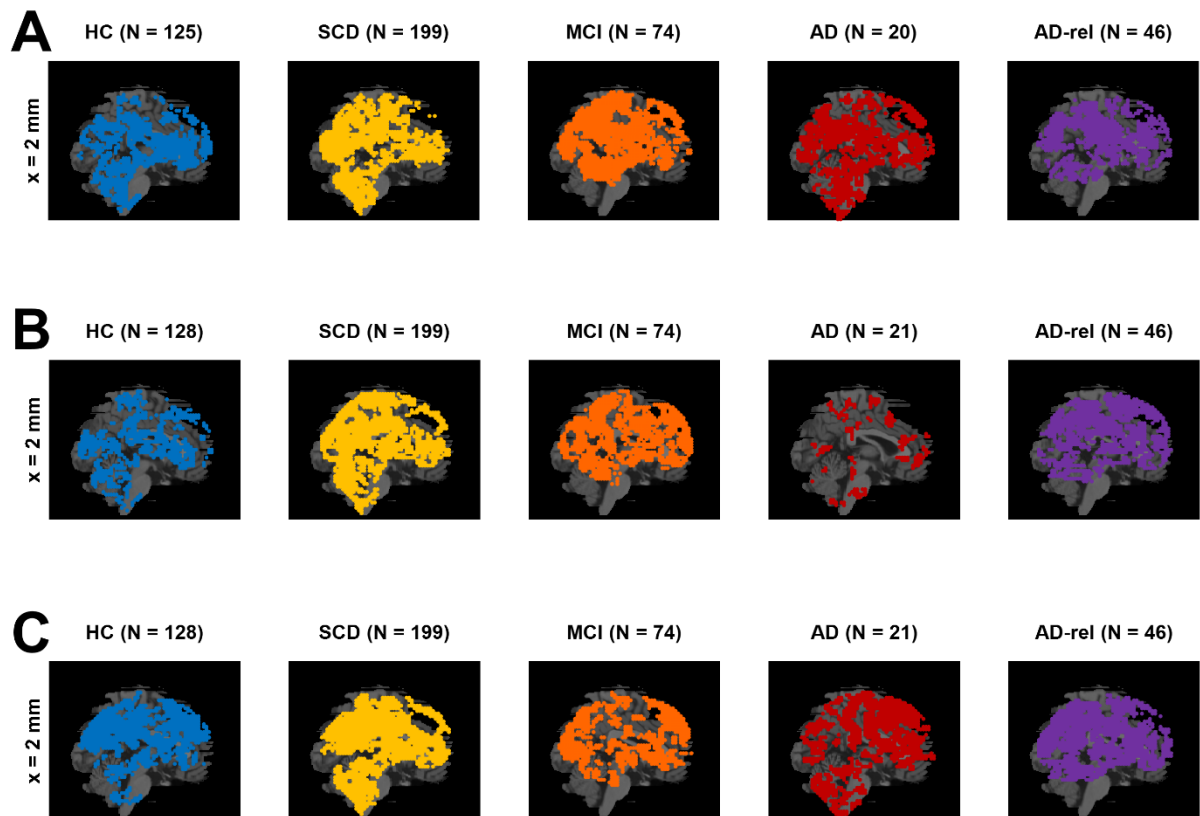 A
HC (N = 125)
SCD (N = 199)
MCI (N = 74)
AD (N = 20)
AD-rel (N = 46)
x = 2 mm
B
HC (N = 128)
SCD (N = 199)
MCI (N = 74)
AD (N = 21)
AD-rel (N = 46)
x = 2 mm
C
HC (N = 128)
SCD (N = 199)
MCI (N = 74)
AD (N = 21)
AD-rel (N = 46)
x = 2 mm